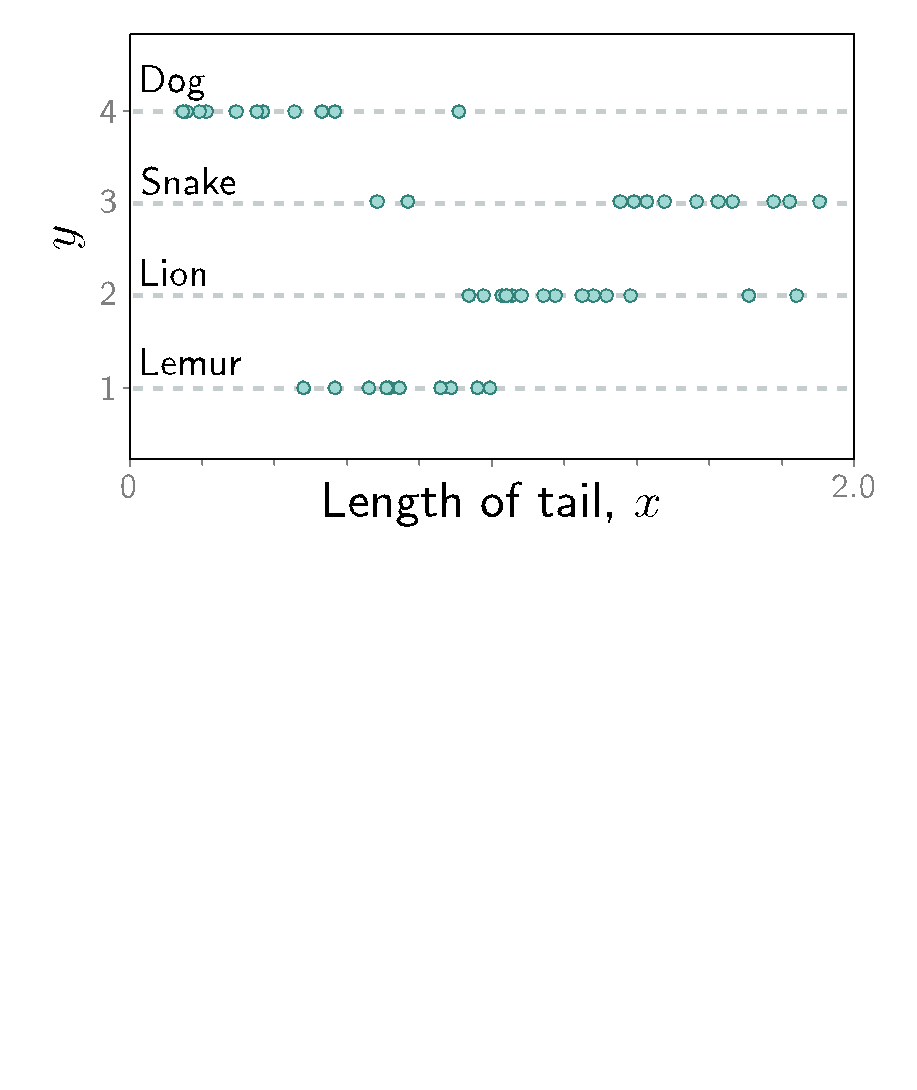 Dog
4
Snake
3
y
Lion
2
Lemur
1
0
2.0
Length of tail, x